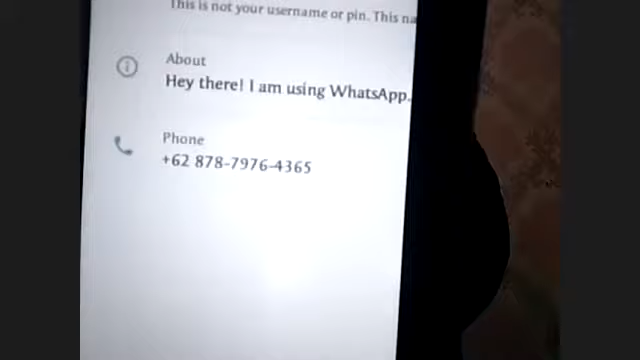 This is not your username or pin. This na
About
Hey there! I am using WhatsApp.
Phone
+62 878-7976-4365